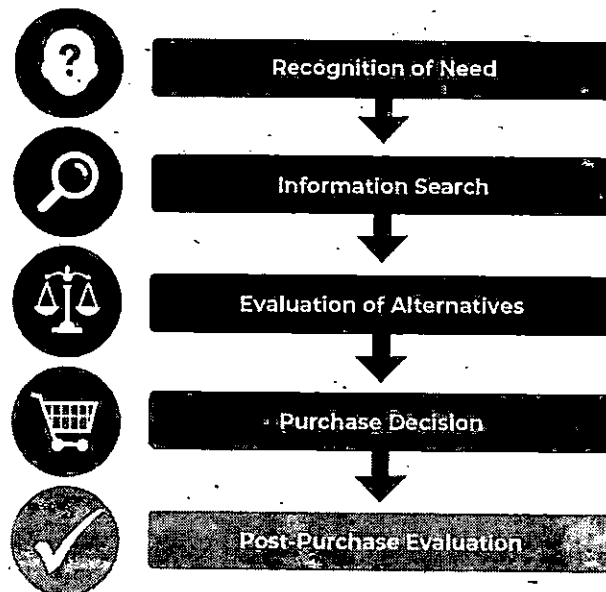 ?
Recognition of Need
Information Search
Evaluation of Alternatives
Purchase Decision
Post-Purchase Evaluation